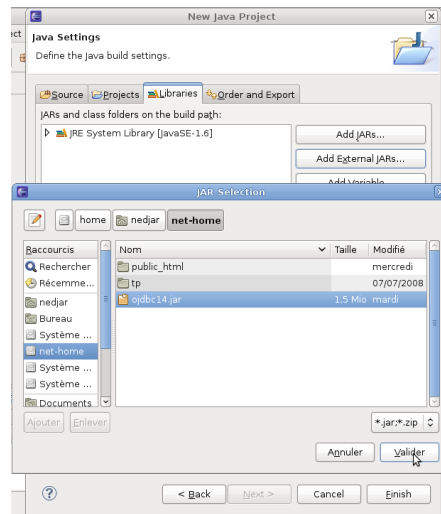 New Java Project
ct
Java Settings
Define the Java build settings.
Source Projects Libraries Order and Export
JARs and class folders on the build path:
JRE System Library [JavaSE-1.6]
Add JARs...
Add External JARs...
Add Variable
JAR Selection
home nedjar net-home
Raccourcis Nom Taille Modifié
Rechercher public_html mercredi
Récemme... tp 07/07/2008
nedjar ojdbc14.jar 1,5 Mio mardi
Bureau
Système ...
net-home
Système ...
Système ...
Documents
Ajouter Enlever *.jar;*.zip
Annuler Valider
? < Back Next > Cancel Finish